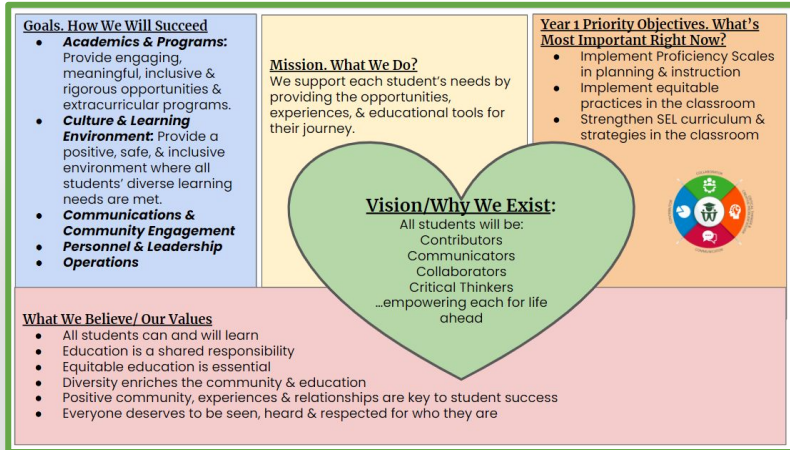 Goals. How We Will Succeed
● Academics & Programs:
Provide engaging,
meaningful, inclusive &
rigorous opportunities &
extracurricular programs.
● Culture & Learning
Environment: Provide a
positive, safe, & inclusive
environment where all
students' diverse learning
needs are met.
● Communications &
Community Engagement
● Personnel & Leadership
● Operations
Mission. What We Do?
We support each student's needs by
providing the opportunities,
experiences, & educational tools for
their journey.
Year 1 Priority Objectives. What's
Most Important Right Now?
● Implement Proficiency Scales
in planning & instruction
● Implement equitable
practices in the classroom
● Strengthen SEL curriculum &
strategies in the classroom
Vision/Why We Exist:
All students will be:
Contributors
Communicators
Collaborators
Critical Thinkers
...empowering each for life
ahead
What We Believe/ Our Values
● All students can and will learn
● Education is a shared responsibility
● Equitable education is essential
● Diversity enriches the community & education
● Positive community, experiences & relationships are key to student success
● Everyone deserves to be seen, heard & respected for who they are